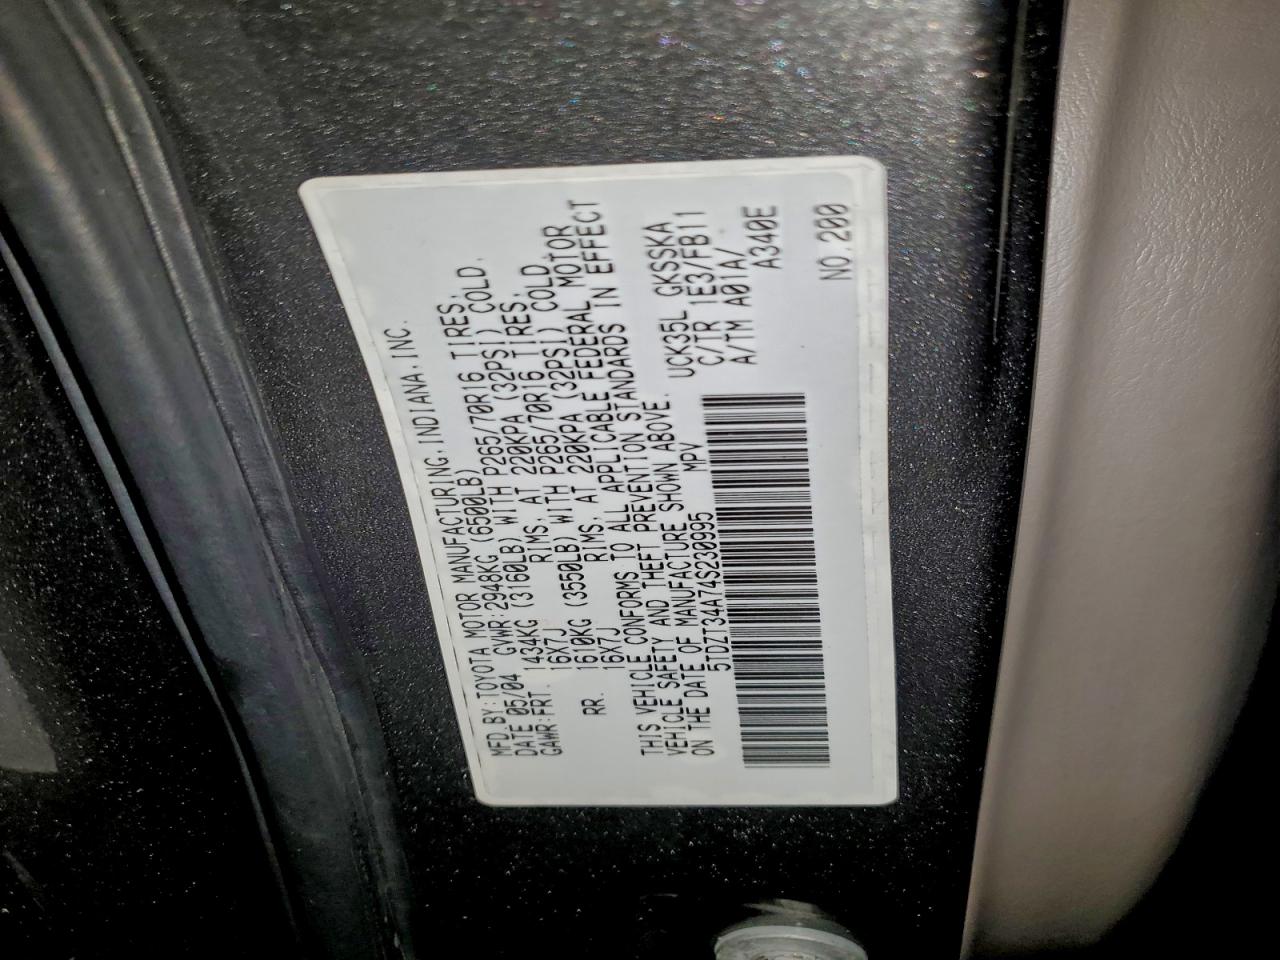 MFD.BY:TOYOTA MOTOR MANUFACTURING,INDIANA,INC.
DATE 05/04 GVWR:2948KG (6500LB)
GAWR:FRT. 1434KG (3160LB) WITH P265/70R16 TIRES,
16X7J RIMS, AT 220KPA (32PSI) COLD.
RR. 1610KG (3550LB) WITH P265/70R16 TIRES,
16X7J RIMS, AT 220KPA (32PSI) COLD.
THIS VEHICLE CONFORMS TO ALL APPLICABLE FEDERAL MOTOR
VEHICLE SAFETY AND THEFT PREVENTION STANDARDS IN EFFECT
ON THE DATE OF MANUFACTURE SHOWN ABOVE.
5TDZT34A74S230995 MPV
UCK35L GKSSKA
C/TR 1E3/FB11
A/TM A01A/
A340E
NO.200